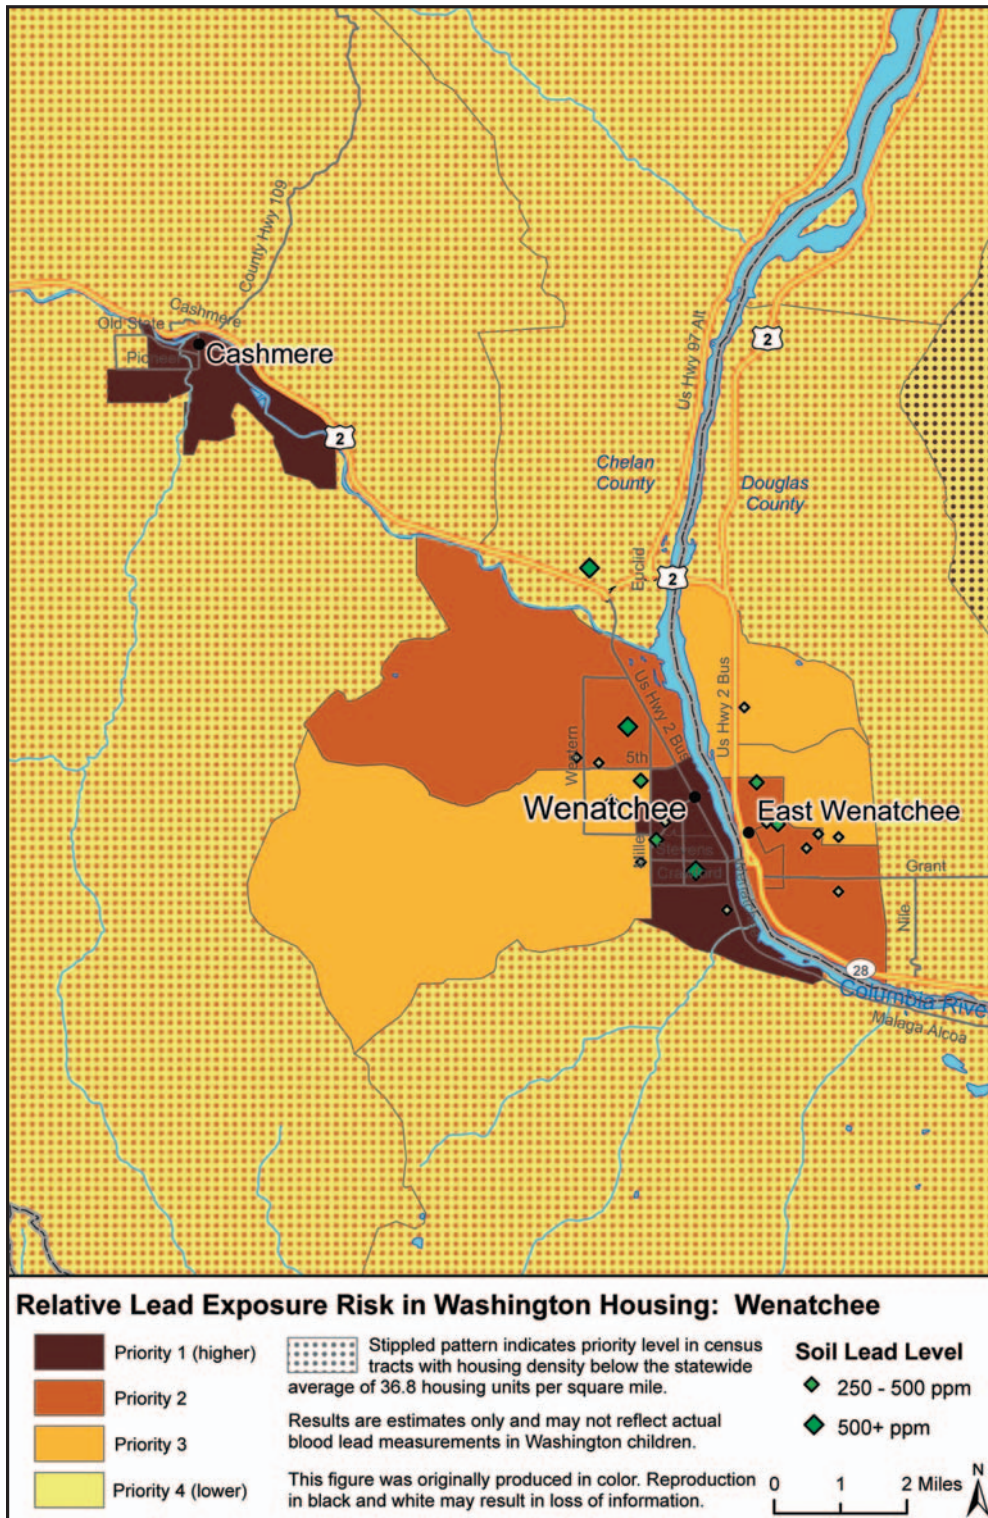 County Hwy 109
Cashmere
Old State
Pioneer
Cashmere
2
2
Us Hwy 97 Alt
Chelan
County
Douglas
County
Euclid
2
Us Hwy 2 Bus
Us Hwy 2 Bus
Western
5th
Wenatchee
East Wenatchee
Miller
Stevens
Crawford
Grant
Nile
28
Columbia Rive
Malaga Alcoa
Relative Lead Exposure Risk in Washington Housing: Wenatchee
Priority 1 (higher)
Priority 2
Priority 3
Priority 4 (lower)
Stippled pattern indicates priority level in census
tracts with housing density below the statewide
average of 36.8 housing units per square mile.
Results are estimates only and may not reflect actual
blood lead measurements in Washington children.
This figure was originally produced in color. Reproduction
in black and white may result in loss of information.
Soil Lead Level
250 - 500 ppm
500+ ppm
0 1 2 Miles
N